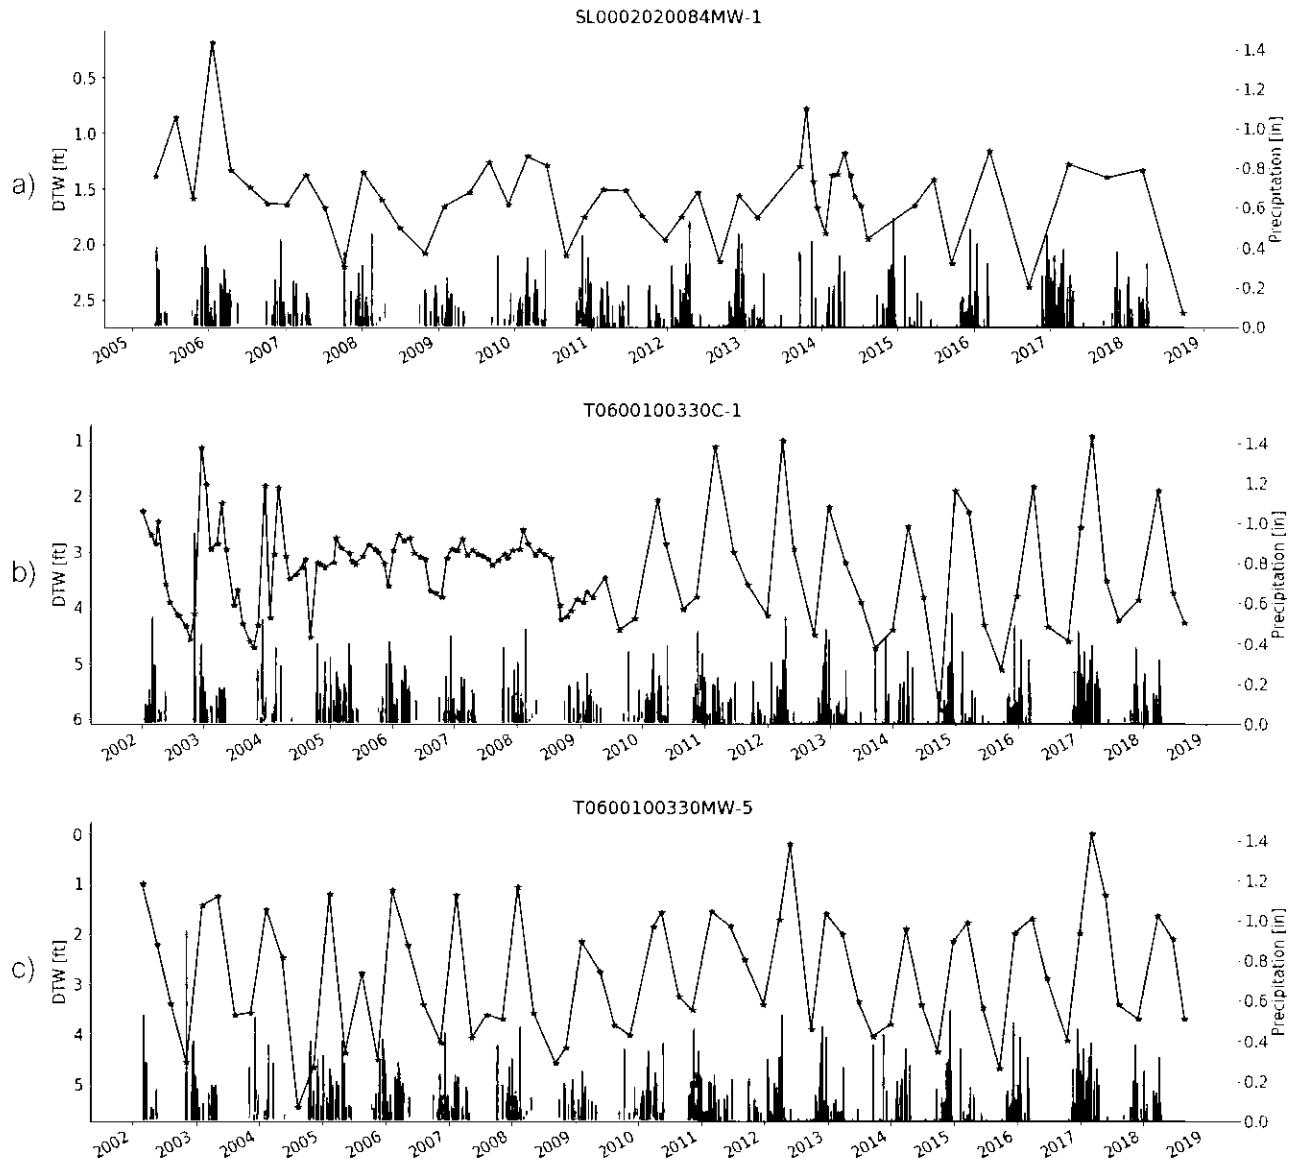 SL0002020084MW-1
a)
DTW [ft]
0.5
1.0
1.5
2.0
2.5
1.4
1.2
1.0
0.8
0.6
0.4
0.2
0.0
Precipitation [in]
2005 2006 2007 2008 2009 2010 2011 2012 2013 2014 2015 2016 2017 2018 2019
T0600100330C-1
b)
DTW [ft]
1
2
3
4
5
6
1.4
1.2
1.0
0.8
0.6
0.4
0.2
0.0
Precipitation [in]
2002 2003 2004 2005 2006 2007 2008 2009 2010 2011 2012 2013 2014 2015 2016 2017 2018 2019
T0600100330MW-5
c)
DTW [ft]
0
1
2
3
4
5
1.4
1.2
1.0
0.8
0.6
0.4
0.2
0.0
Precipitation [in]
2002 2003 2004 2005 2006 2007 2008 2009 2010 2011 2012 2013 2014 2015 2016 2017 2018 2019